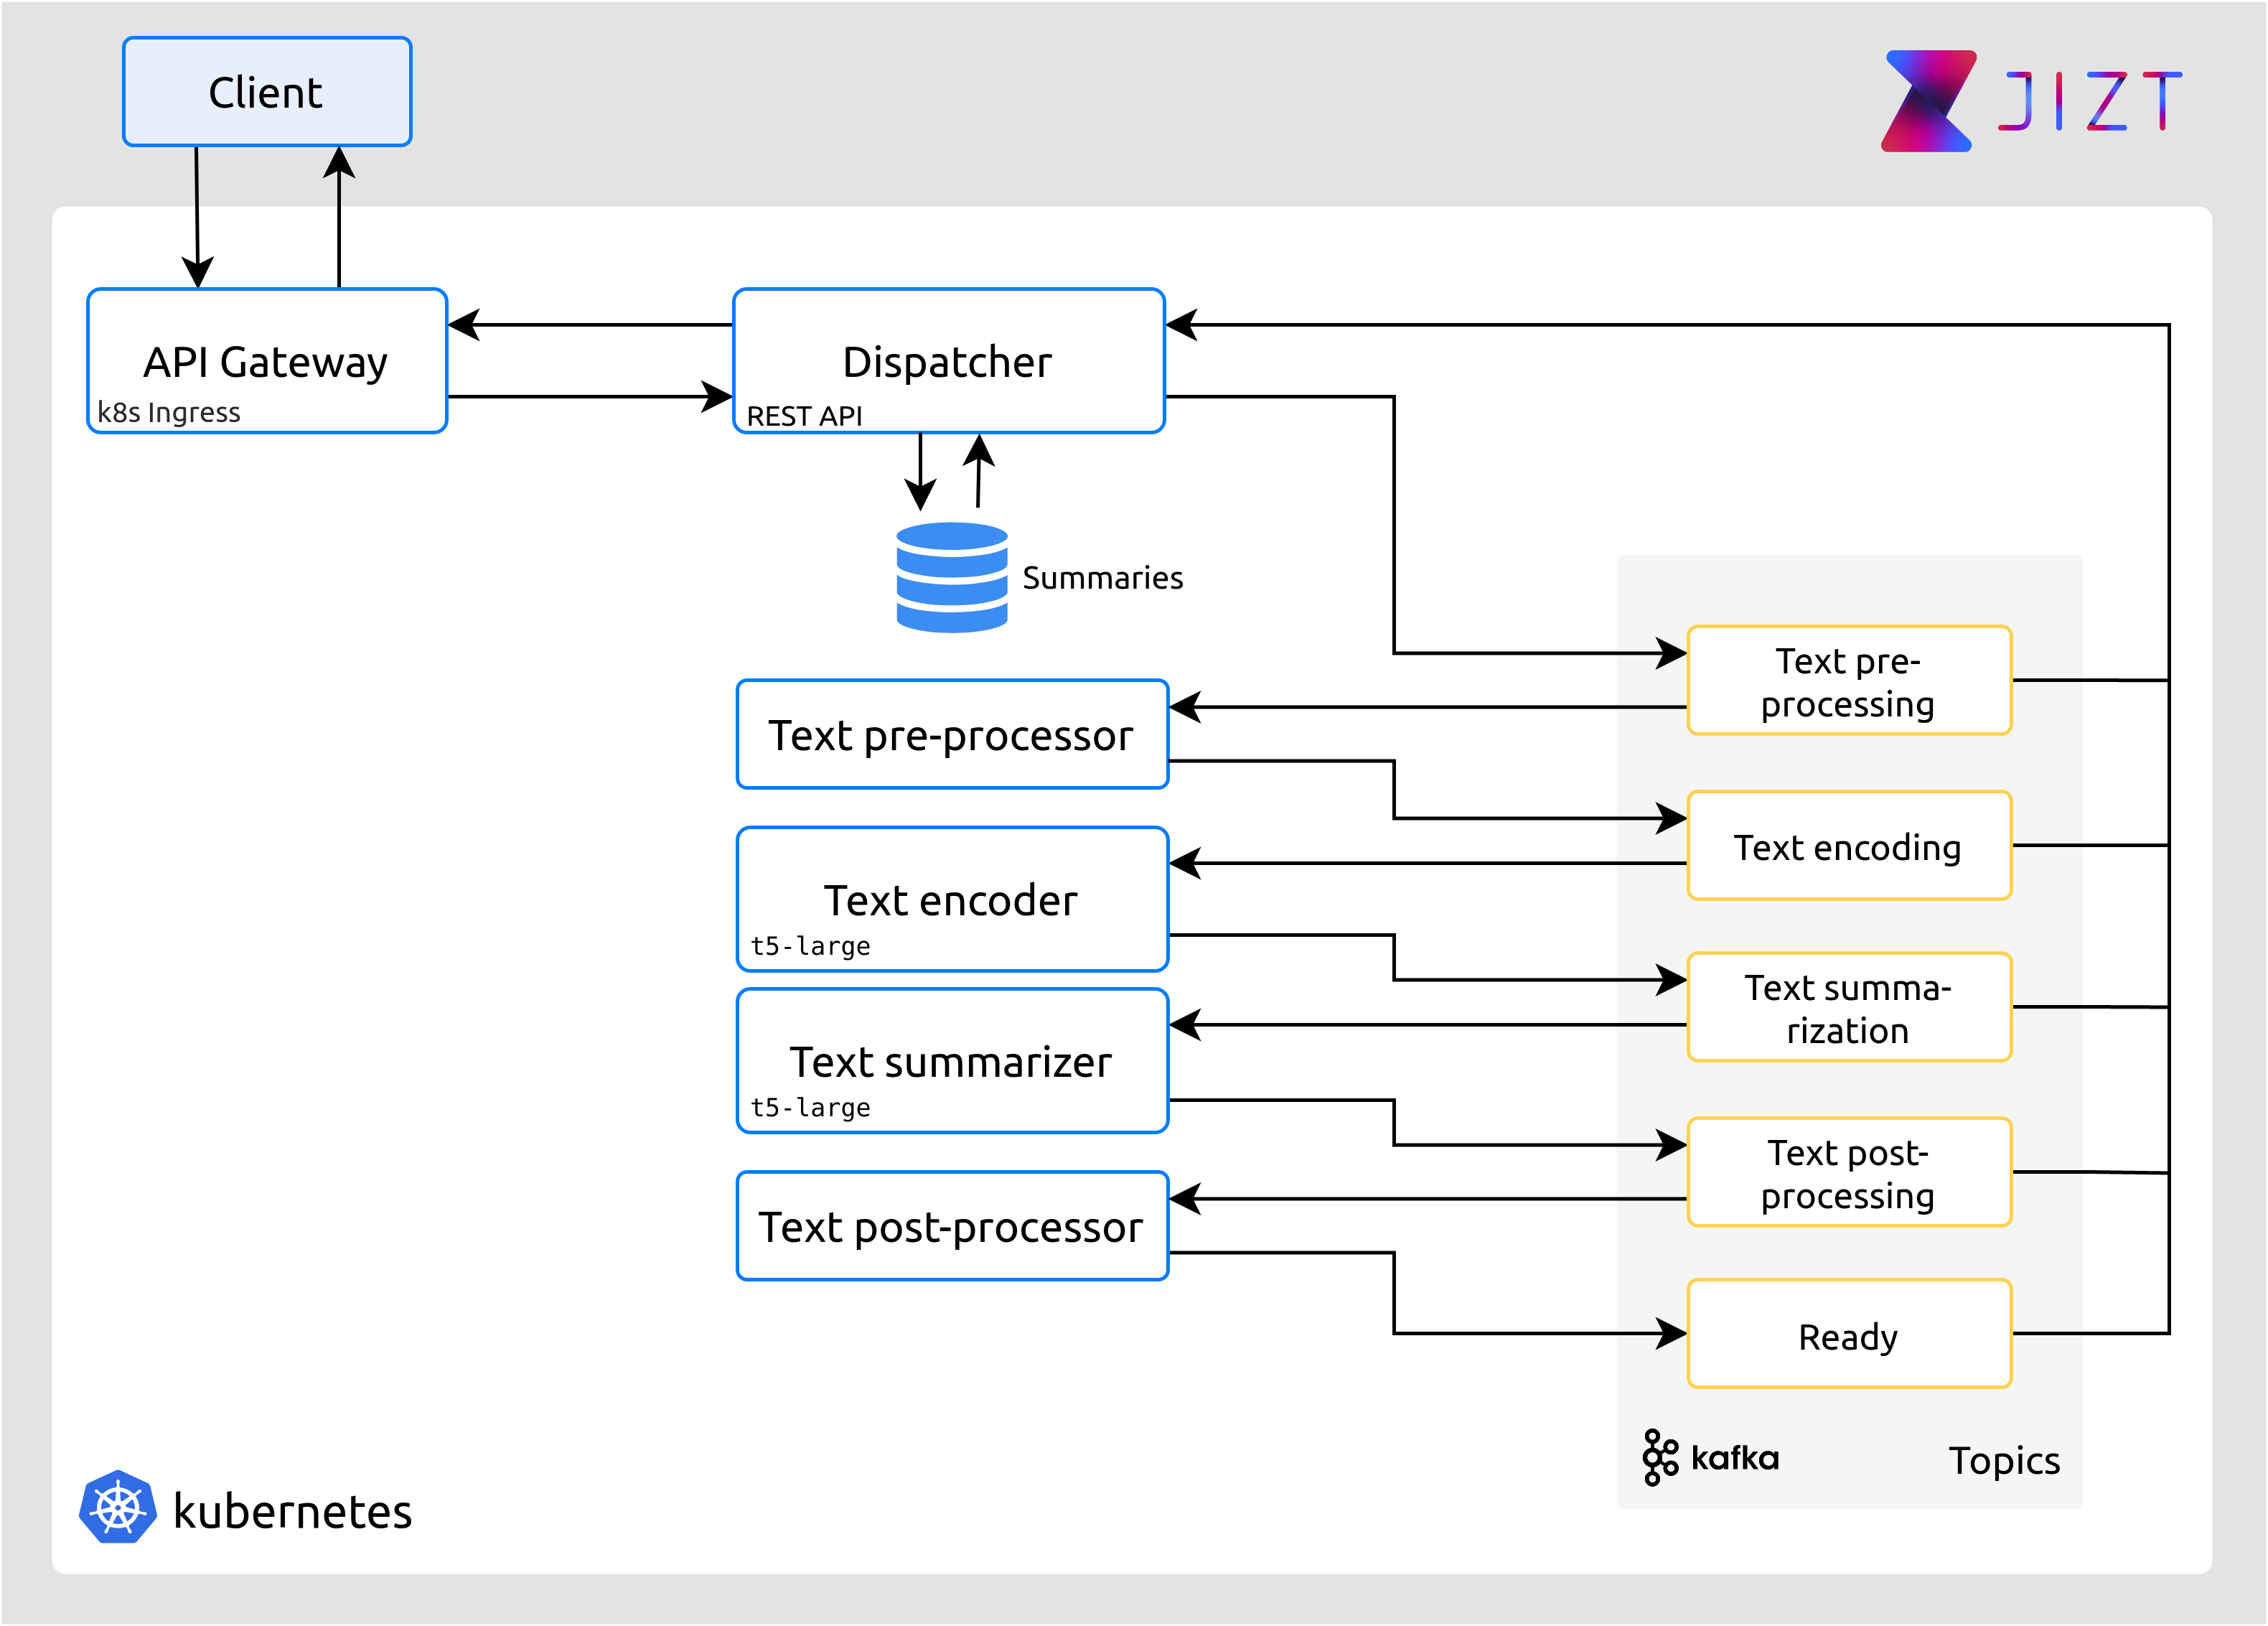 Client
JIZT
API Gateway
k8s Ingress
Dispatcher
REST API
Summaries
Text pre-
processing
Text pre-processor
Text encoding
Text encoder
t5-large
Text summa-
rization
Text summarizer
t5-large
Text post-
processing
Text post-processor
Ready
kafka
Topics
kubernetes